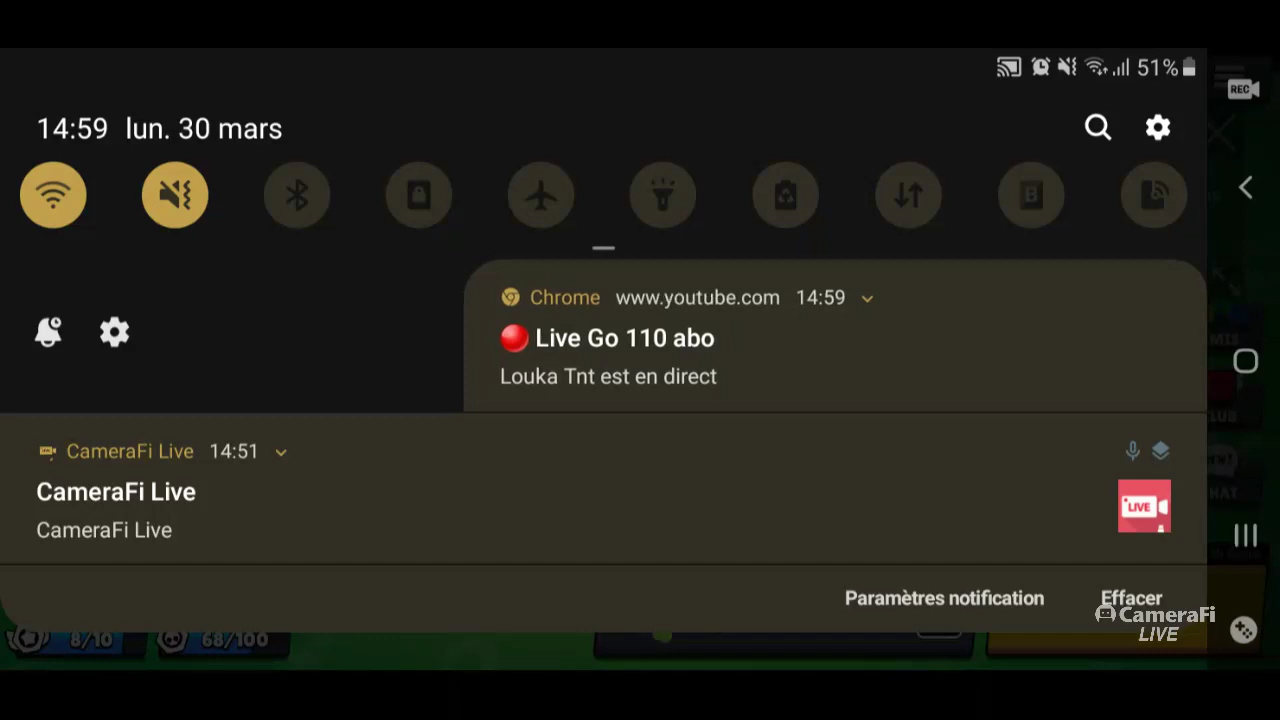 51%
REC
14:59 lun. 30 mars
B
Chrome www.youtube.com 14:59
Live Go 110 abo
Louka Tnt est en direct
CameraFi Live 14:51
CameraFi Live
CameraFi Live
LIVE
Paramètres notification Effacer
CameraFi
LIVE
8/10 68/100